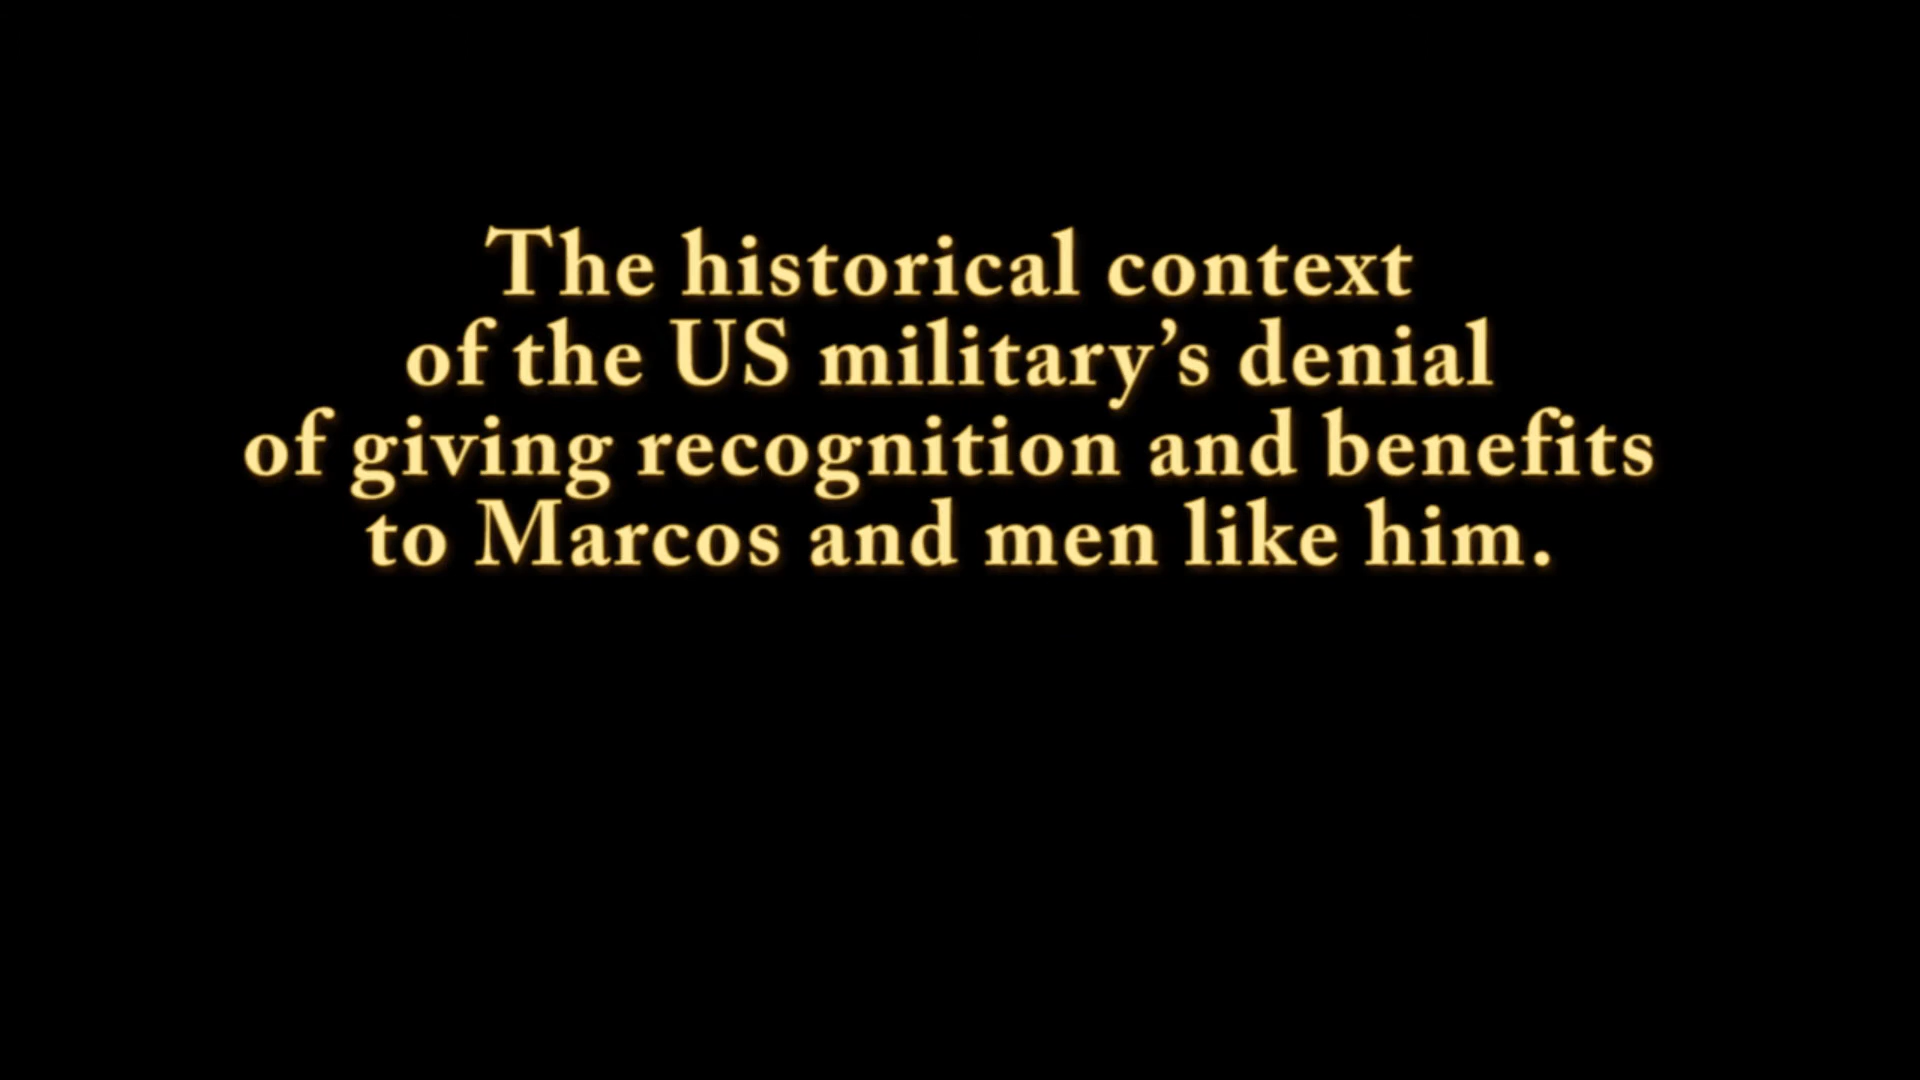 The historical context
of the US military’s denial
of giving recognition and benefits
to Marcos and men like him.